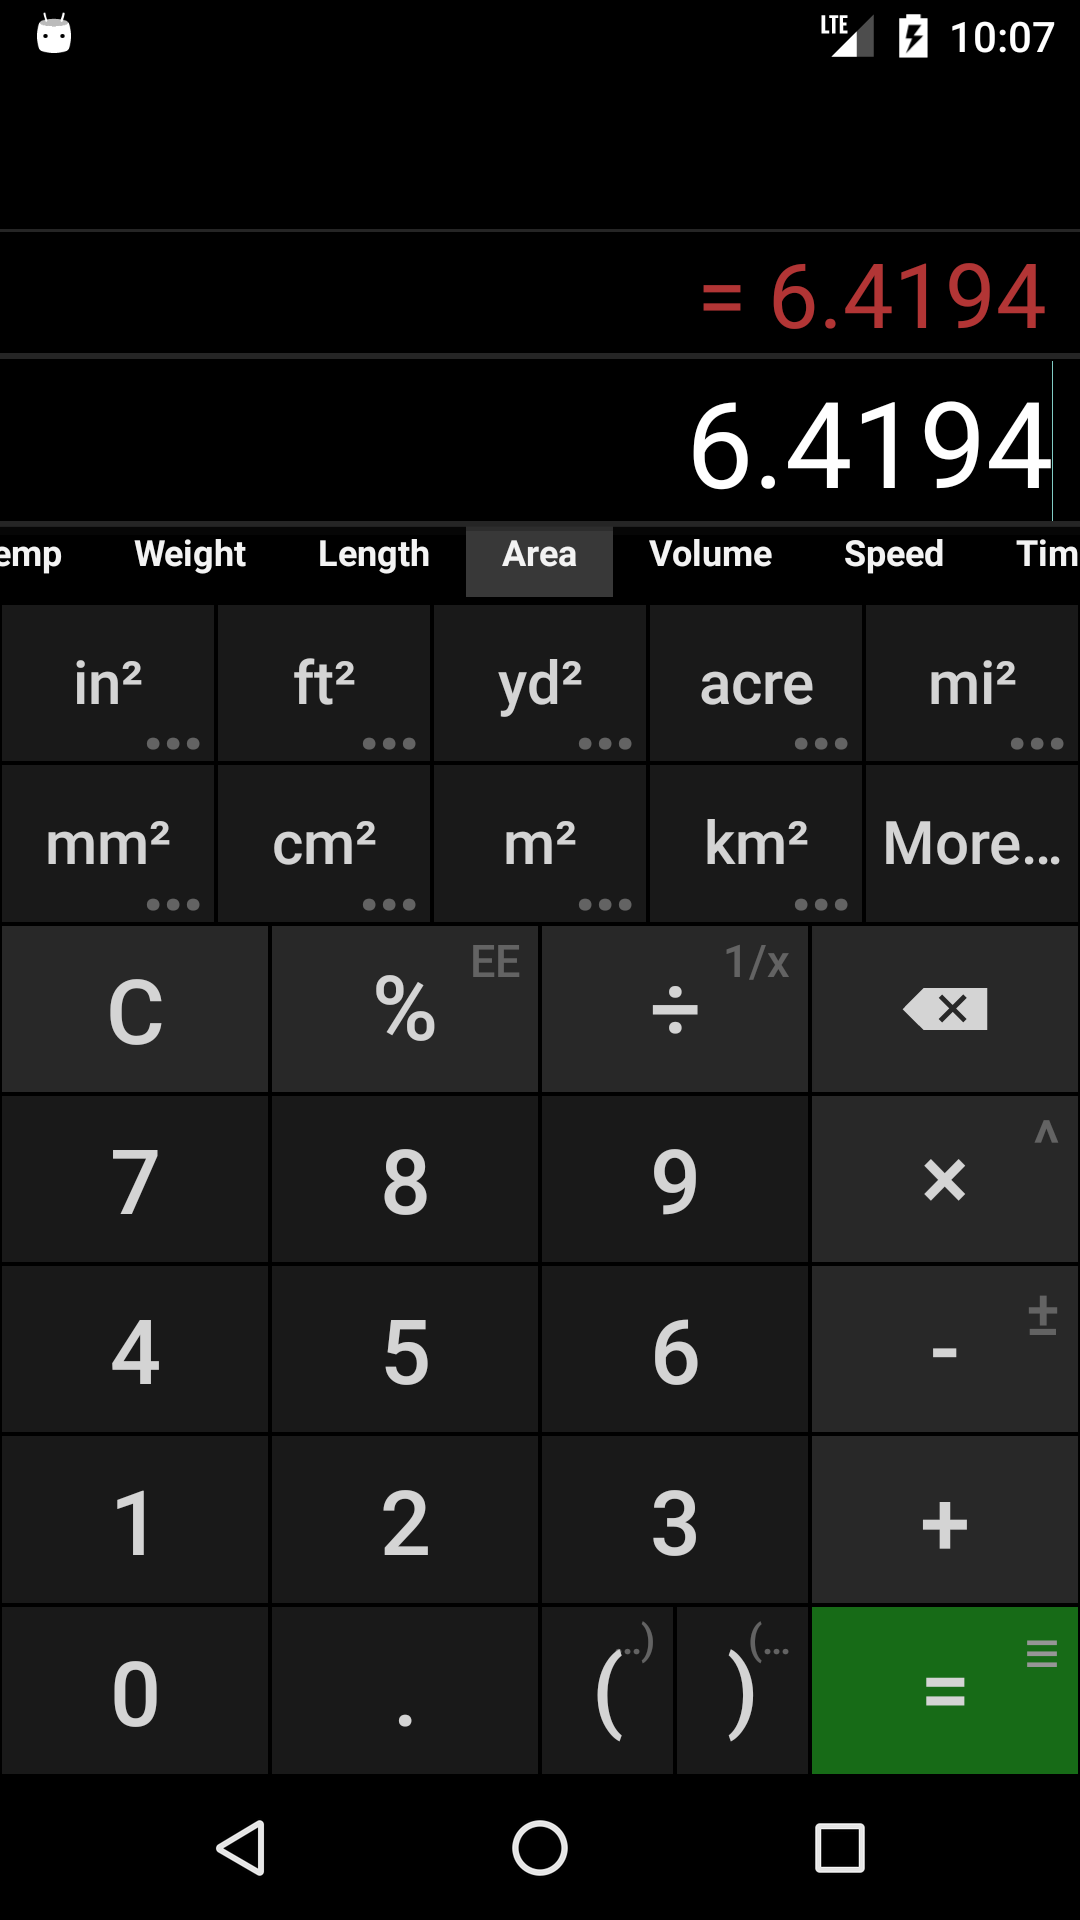 LTE 10:07
= 6.4194
6.4194
emp Weight Length Area Volume Speed Tim
in² ft² yd² acre mi²
mm² cm² m² km² More...
C % EE ÷ 1/x
7 8 9 × ^
4 5 6 - ±
1 2 3 +
0 . ( ..) ) (... =